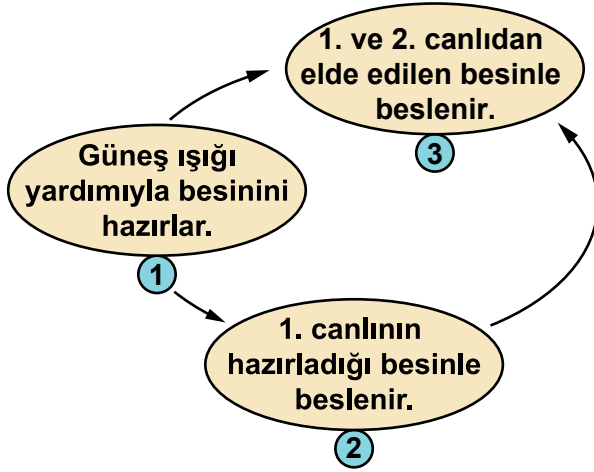 1. ve 2. canlıdan
elde edilen besinle
beslenir.
3
Güneş ışığı
yardımıyla besinini
hazırlar.
1
1. canlının
hazırladığı besinle
beslenir.
2